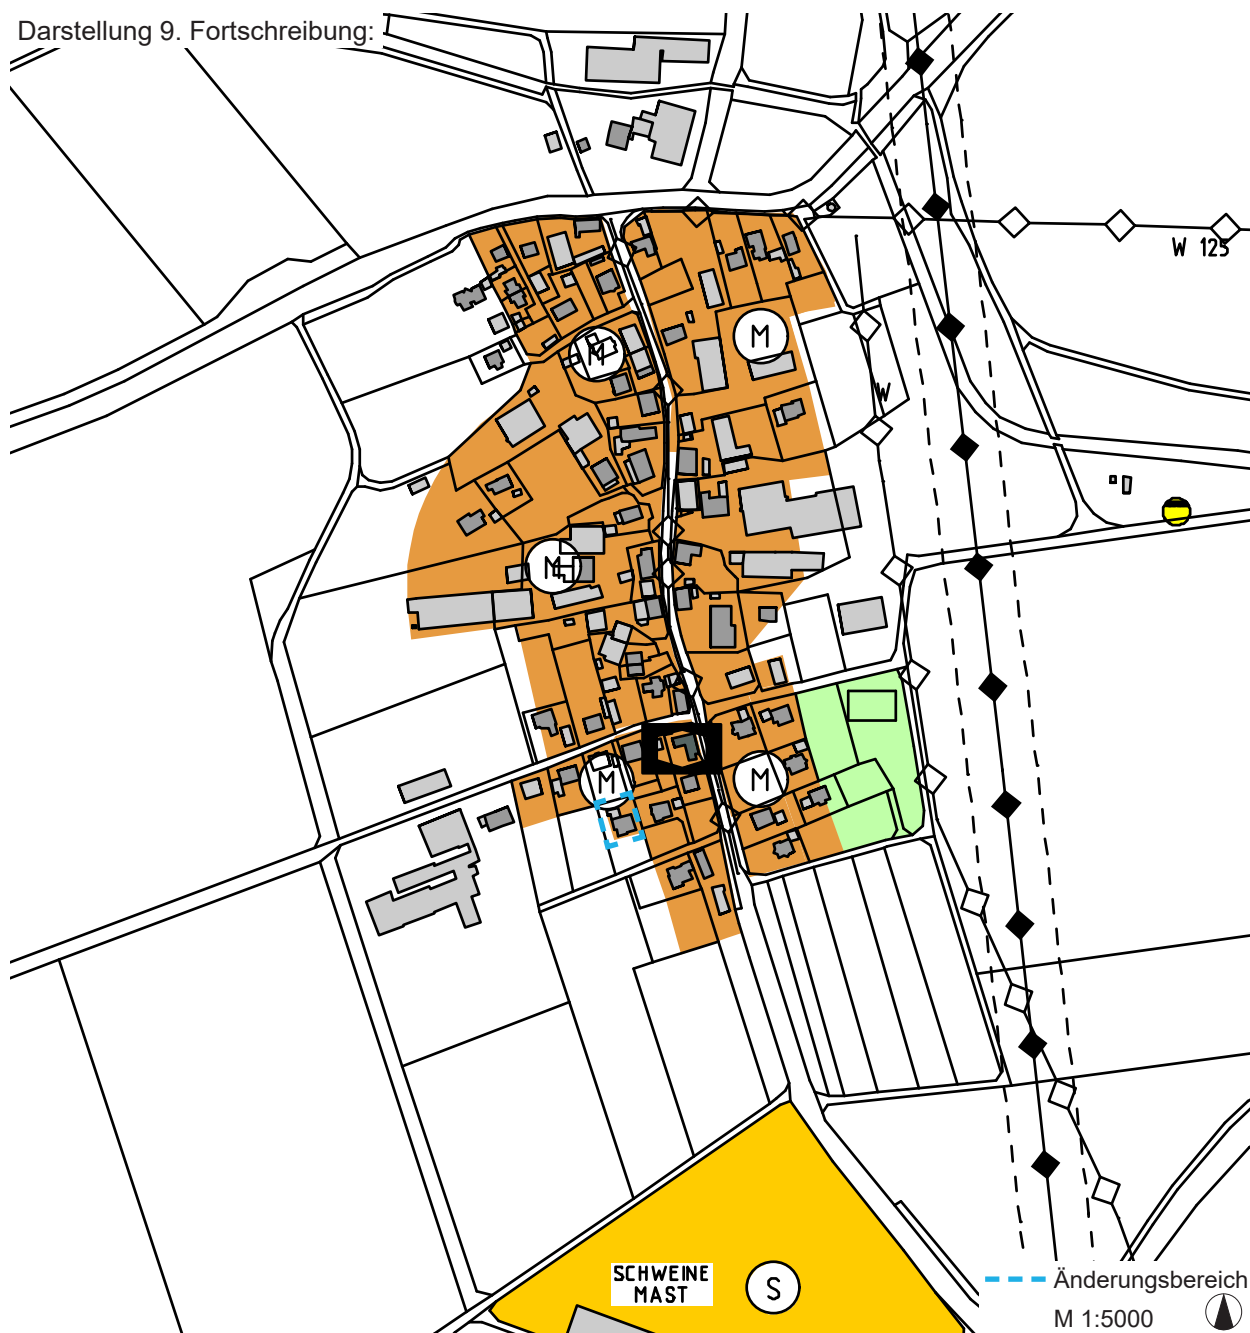 Darstellung 9. Fortschreibung:
W 125
M
M
W
M
M
M
SCHWEINE
MAST
S
Änderungsbereich
M 1:5000